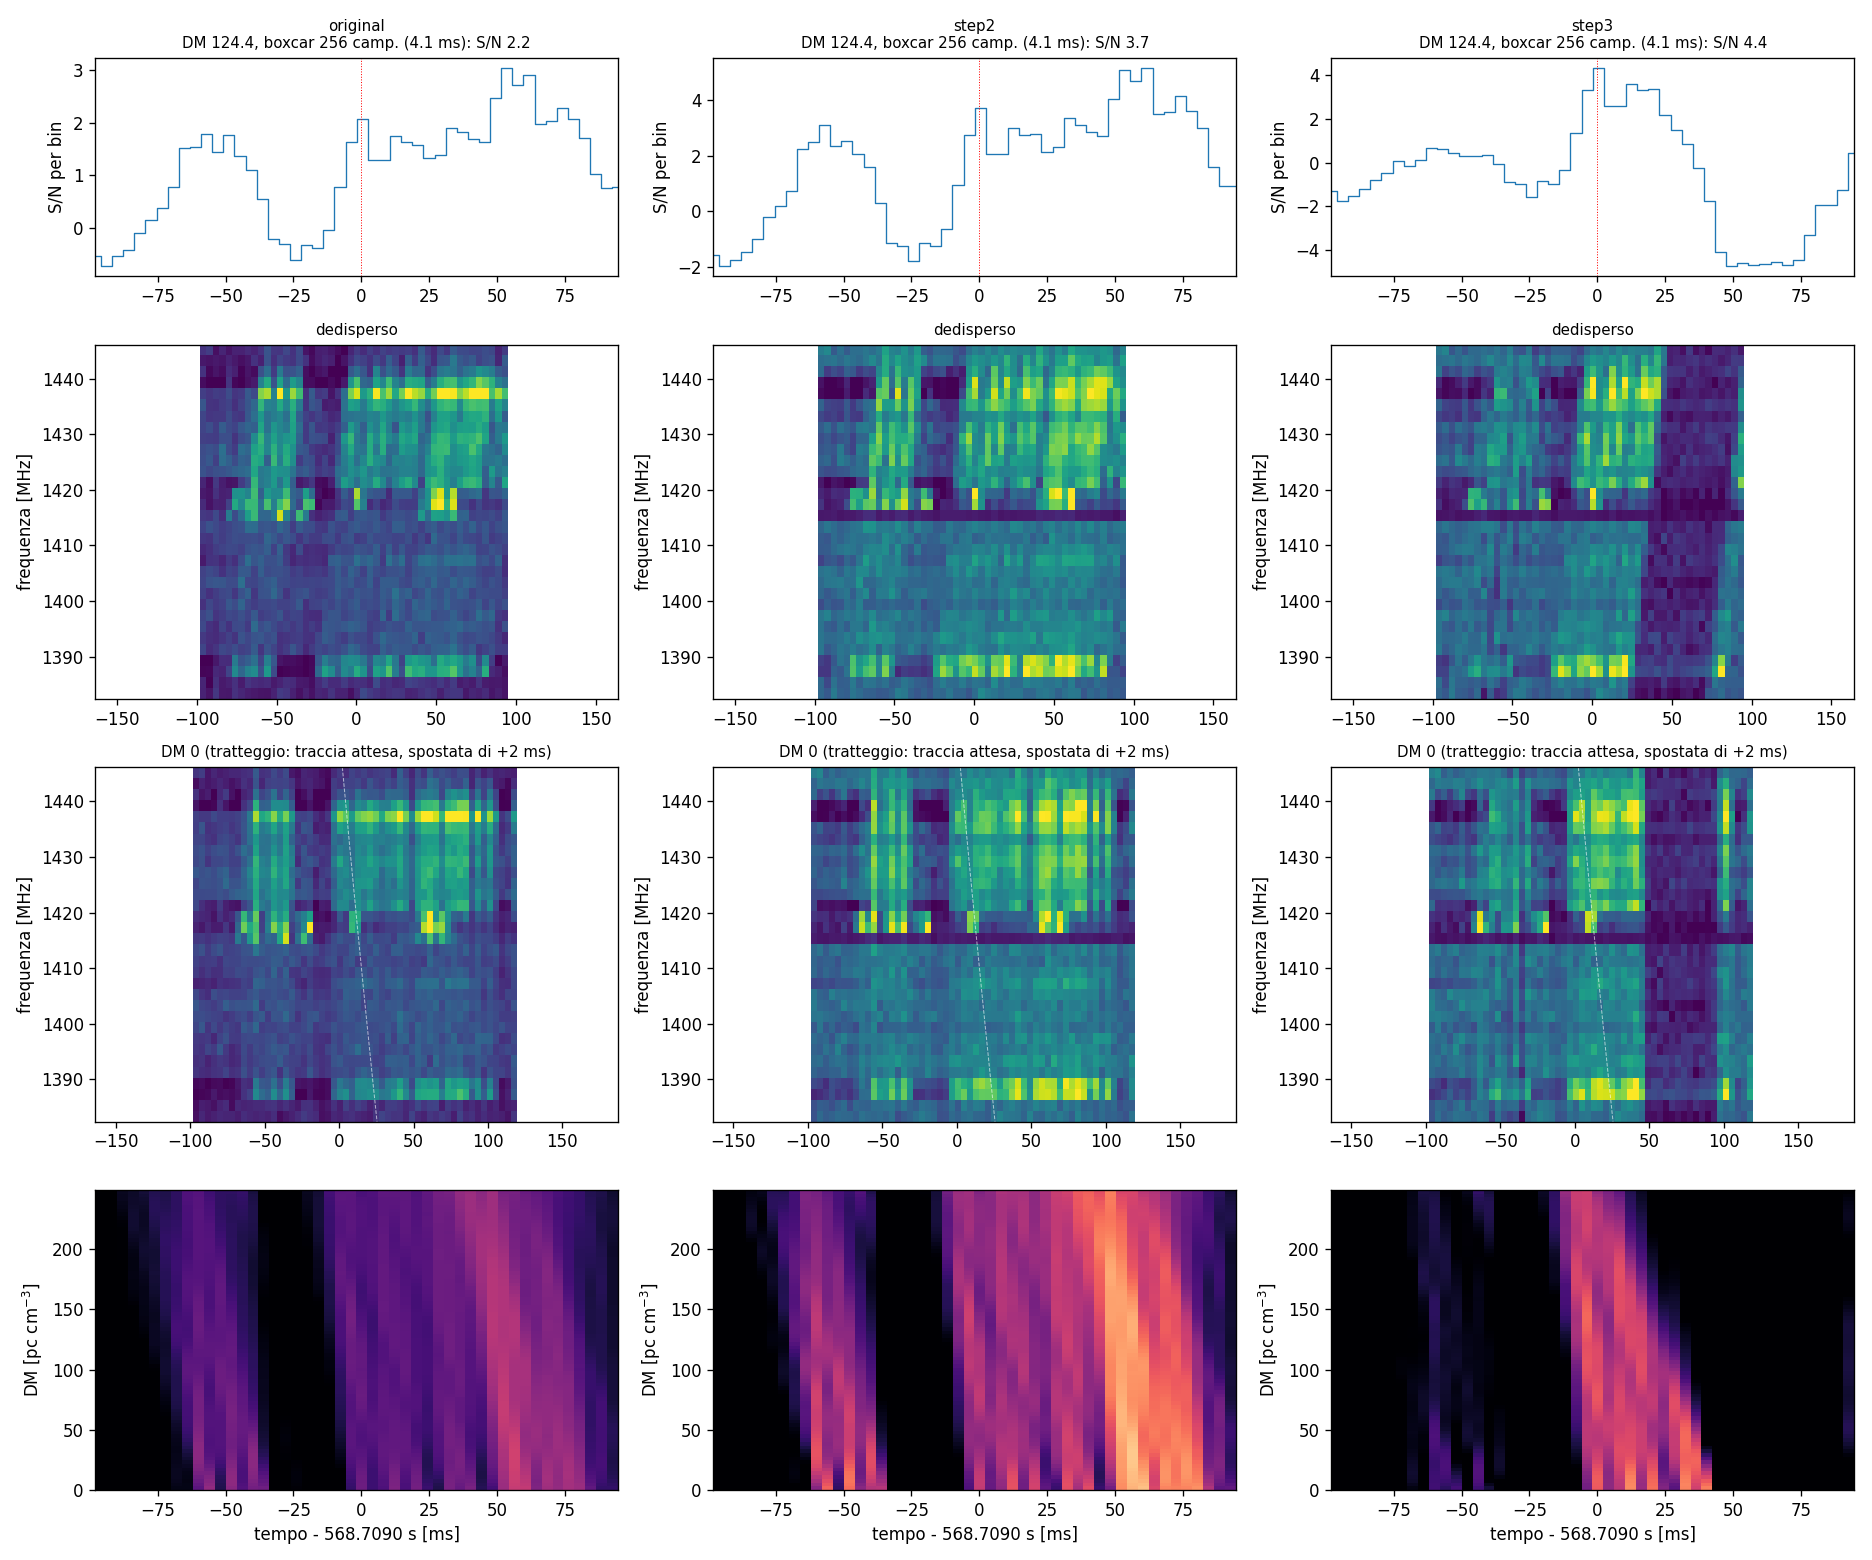 original
DM 124.4, boxcar 256 camp. (4.1 ms): S/N 2.2
S/N per bin
3
2
1
0
−75 −50 −25 0 25 50 75
step2
DM 124.4, boxcar 256 camp. (4.1 ms): S/N 3.7
S/N per bin
4
2
0
−2
−75 −50 −25 0 25 50 75
step3
DM 124.4, boxcar 256 camp. (4.1 ms): S/N 4.4
S/N per bin
4
2
0
−2
−4
−75 −50 −25 0 25 50 75
dedisperso
frequenza [MHz]
1440
1430
1420
1410
1400
1390
−150 −100 −50 0 50 100 150
dedisperso
frequenza [MHz]
1440
1430
1420
1410
1400
1390
−150 −100 −50 0 50 100 150
dedisperso
frequenza [MHz]
1440
1430
1420
1410
1400
1390
−150 −100 −50 0 50 100 150
DM 0 (tratteggio: traccia attesa, spostata di +2 ms)
frequenza [MHz]
1440
1430
1420
1410
1400
1390
−150 −100 −50 0 50 100 150
DM 0 (tratteggio: traccia attesa, spostata di +2 ms)
frequenza [MHz]
1440
1430
1420
1410
1400
1390
−150 −100 −50 0 50 100 150
DM 0 (tratteggio: traccia attesa, spostata di +2 ms)
frequenza [MHz]
1440
1430
1420
1410
1400
1390
−150 −100 −50 0 50 100 150
DM [pc cm⁻³]
200
150
100
50
0
−75 −50 −25 0 25 50 75
tempo - 568.7090 s [ms]
DM [pc cm⁻³]
200
150
100
50
0
−75 −50 −25 0 25 50 75
tempo - 568.7090 s [ms]
DM [pc cm⁻³]
200
150
100
50
0
−75 −50 −25 0 25 50 75
tempo - 568.7090 s [ms]